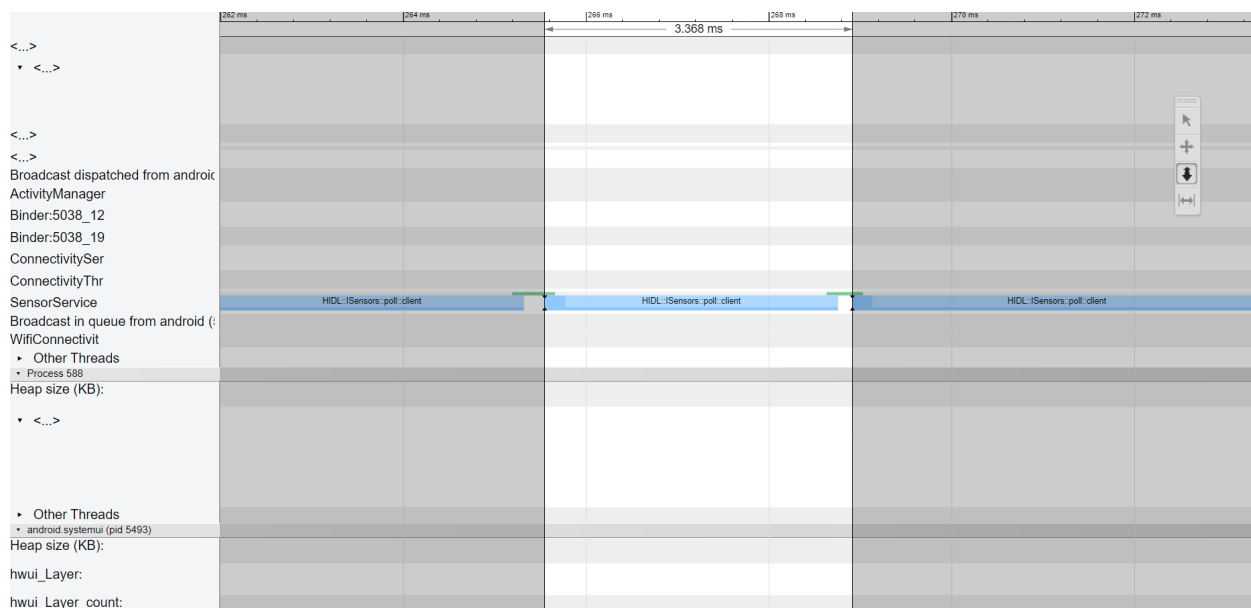 262 ms 264 ms 266 ms 268 ms 270 ms 272 ms
3.368 ms
<...>
<...>
<...>
<...>
Broadcast dispatched from android
ActivityManager
Binder:5038_12
Binder:5038_19
ConnectivitySer
ConnectivityThr
SensorService HIDL::ISensors::poll::client HIDL::ISensors::poll::client HIDL::ISensors::poll::client
Broadcast in queue from android (
WifiConnectivit
Other Threads
Process 588
Heap size (KB):
<...>
Other Threads
android.systemui (pid 5493)
Heap size (KB):
hwui_Layer:
hwui_Layer_count: